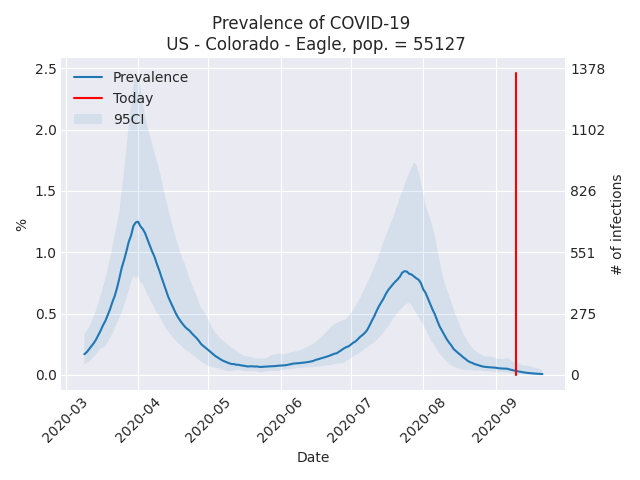 Prevalence of COVID-19
US - Colorado - Eagle, pop. = 55127
Prevalence
Today
95CI
2.5
2.0
1.5
1.0
0.5
0.0
%
1378
1102
826
551
275
0
# of infections
2020-03
2020-04
2020-05
2020-06
2020-07
2020-08
2020-09
Date